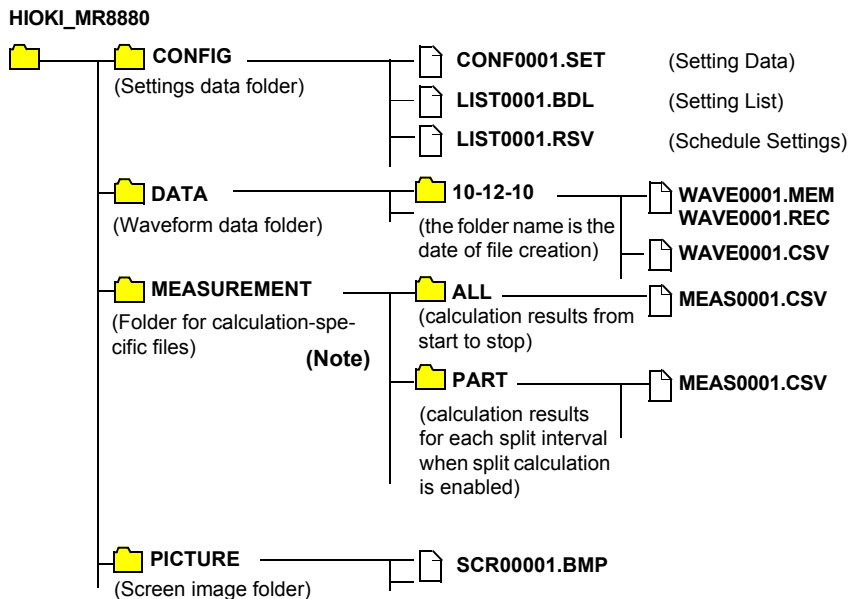 HIOKI_MR8880
CONFIG
(Settings data folder)
CONF0001.SET (Setting Data)
LIST0001.BDL (Setting List)
LIST0001.RSV (Schedule Settings)
DATA
(Waveform data folder)
10-12-10
(the folder name is the
date of file creation)
WAVE0001.MEM
WAVE0001.REC
WAVE0001.CSV
MEASUREMENT
(Folder for calculation-spe-
cific files)
(Note)
ALL
(calculation results from
start to stop)
MEAS0001.CSV
PART
(calculation results
for each split interval
when split calculation
is enabled)
MEAS0001.CSV
PICTURE
(Screen image folder)
SCR00001.BMP